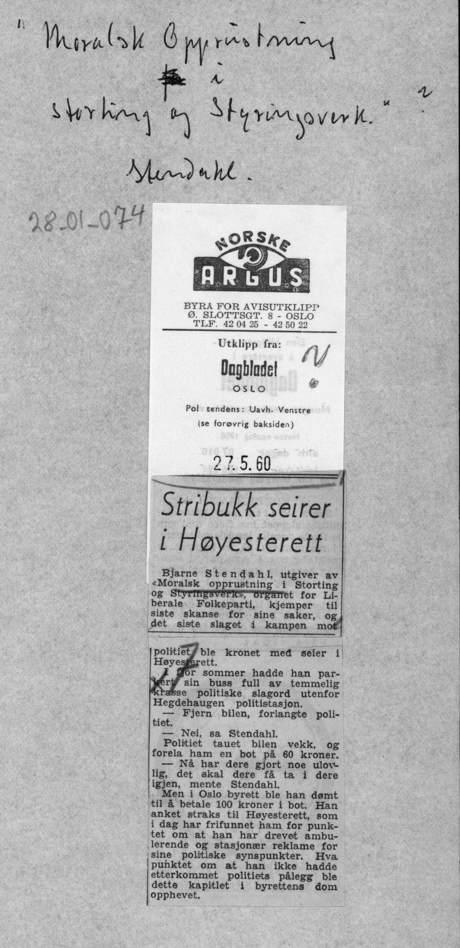 "Moralsk Opprustning
i
Storting og Styringsverk." ?
Stendahl.
28-01-074
NORSKE
ARGUS
BYRÅ FOR AVISUTKLIPP
Ø. SLOTTSGT. 8 - OSLO
TLF. 42 04 25 - 42 50 22
Utklipp fra:
Dagbladet
OSLO
Pol tendens: Uavh. Venstre
(se forøvrig baksiden)
27.5.60
Stribukk seirer
i Høyesterett
Bjarne Stendahl, utgiver av
«Moralsk opprustning i Storting
og Styringsverk», organet for Li-
berale Folkeparti, kjemper til
siste skanse for sine saker, og
det siste slaget i kampen mot
politiet ble kronet med seier i
Høyesterett.
I fjor sommer hadde han par-
kert sin buss full av temmelig
krasse politiske slagord utenfor
Hegdehaugen politistasjon.
— Fjern bilen, forlangte poli-
tiet.
— Nei, sa Stendahl.
Politiet tauet bilen vekk, og
forela ham en bot på 60 kroner.
— Nå har dere gjort noe ulov-
lig, det skal dere få ta i dere
igjen, mente Stendahl.
Men i Oslo byrett ble han dømt
til å betale 100 kroner i bot. Han
anket straks til Høyesterett, som
i dag har frifunnet ham for punk-
tet om at han har drevet ambu-
lerende og stasjonær reklame for
sine politiske synspunkter. Hva
punktet om at han ikke hadde
etterkommet politiets pålegg ble
dette kapitlet i byrettens dom
opphevet.